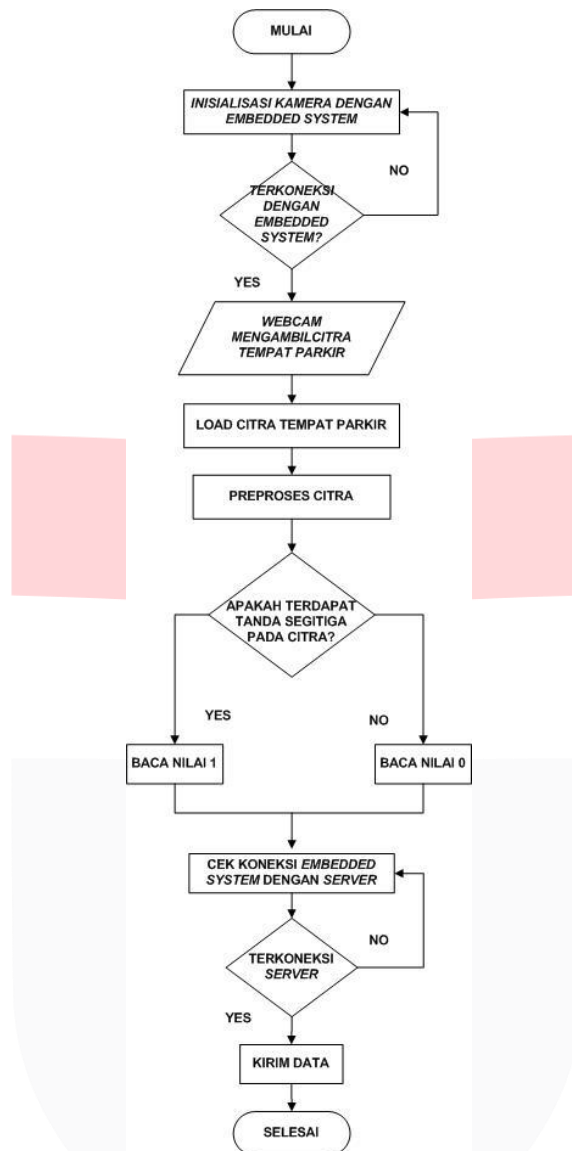 MULAI
INISIALISASI KAMERA DENGAN
EMBEDDED SYSTEM
NO
TERKONEKSI
DENGAN
EMBEDDED
SYSTEM?
YES
WEBCAM
MENGAMBILCITRA
TEMPAT PARKIR
LOAD CITRA TEMPAT PARKIR
PREPROSES CITRA
APAKAH TERDAPAT
TANDA SEGITIGA
PADA CITRA?
YES
NO
BACA NILAI 1
BACA NILAI 0
CEK KONEKSI EMBEDDED
SYSTEM DENGAN SERVER
NO
TERKONEKSI
SERVER
YES
KIRIM DATA
SELESAI